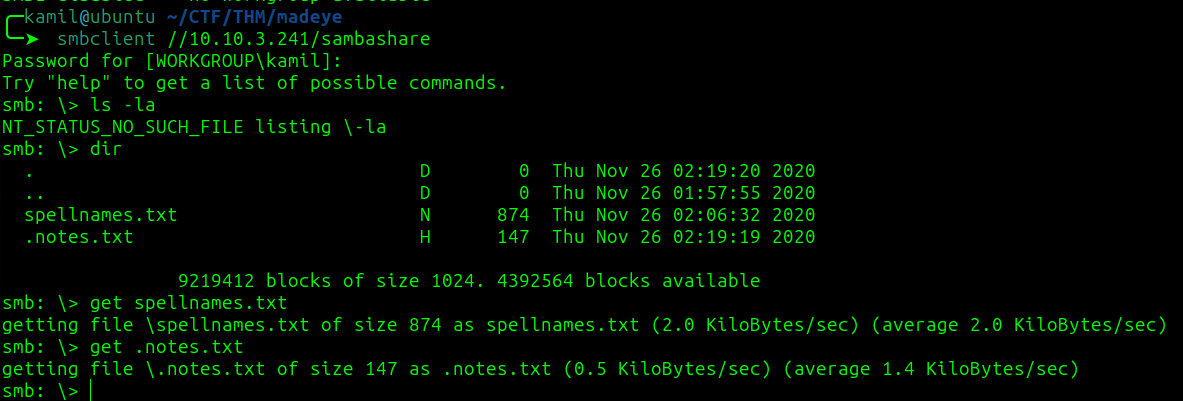 kamil@ubuntu ~/CTF/THM/madeye
smbclient //10.10.3.241/sambashare
Password for [WORKGROUP\kamil]:
Try "help" to get a list of possible commands.
smb: \> ls -la
NT_STATUS_NO_SUCH_FILE listing \-la
smb: \> dir
. D 0 Thu Nov 26 02:19:20 2020
.. D 0 Thu Nov 26 01:57:55 2020
spellnames.txt N 874 Thu Nov 26 02:06:32 2020
.notes.txt H 147 Thu Nov 26 02:19:19 2020
9219412 blocks of size 1024. 4392564 blocks available
smb: \> get spellnames.txt
getting file \spellnames.txt of size 874 as spellnames.txt (2.0 KiloBytes/sec) (average 2.0 KiloBytes/sec)
smb: \> get .notes.txt
getting file \.notes.txt of size 147 as .notes.txt (0.5 KiloBytes/sec) (average 1.4 KiloBytes/sec)
smb: \>